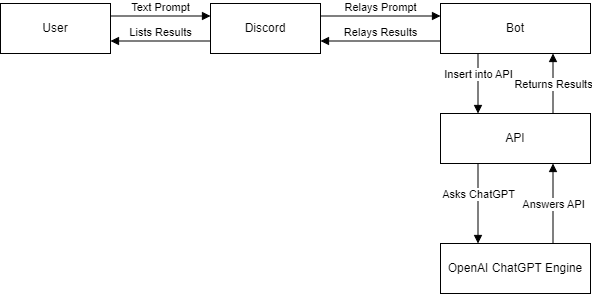 Text Prompt
Relays Prompt
User
Discord
Bot
Lists Results
Relays Results
Insert into API
Returns Results
API
Asks ChatGPT
Answers API
OpenAI ChatGPT Engine